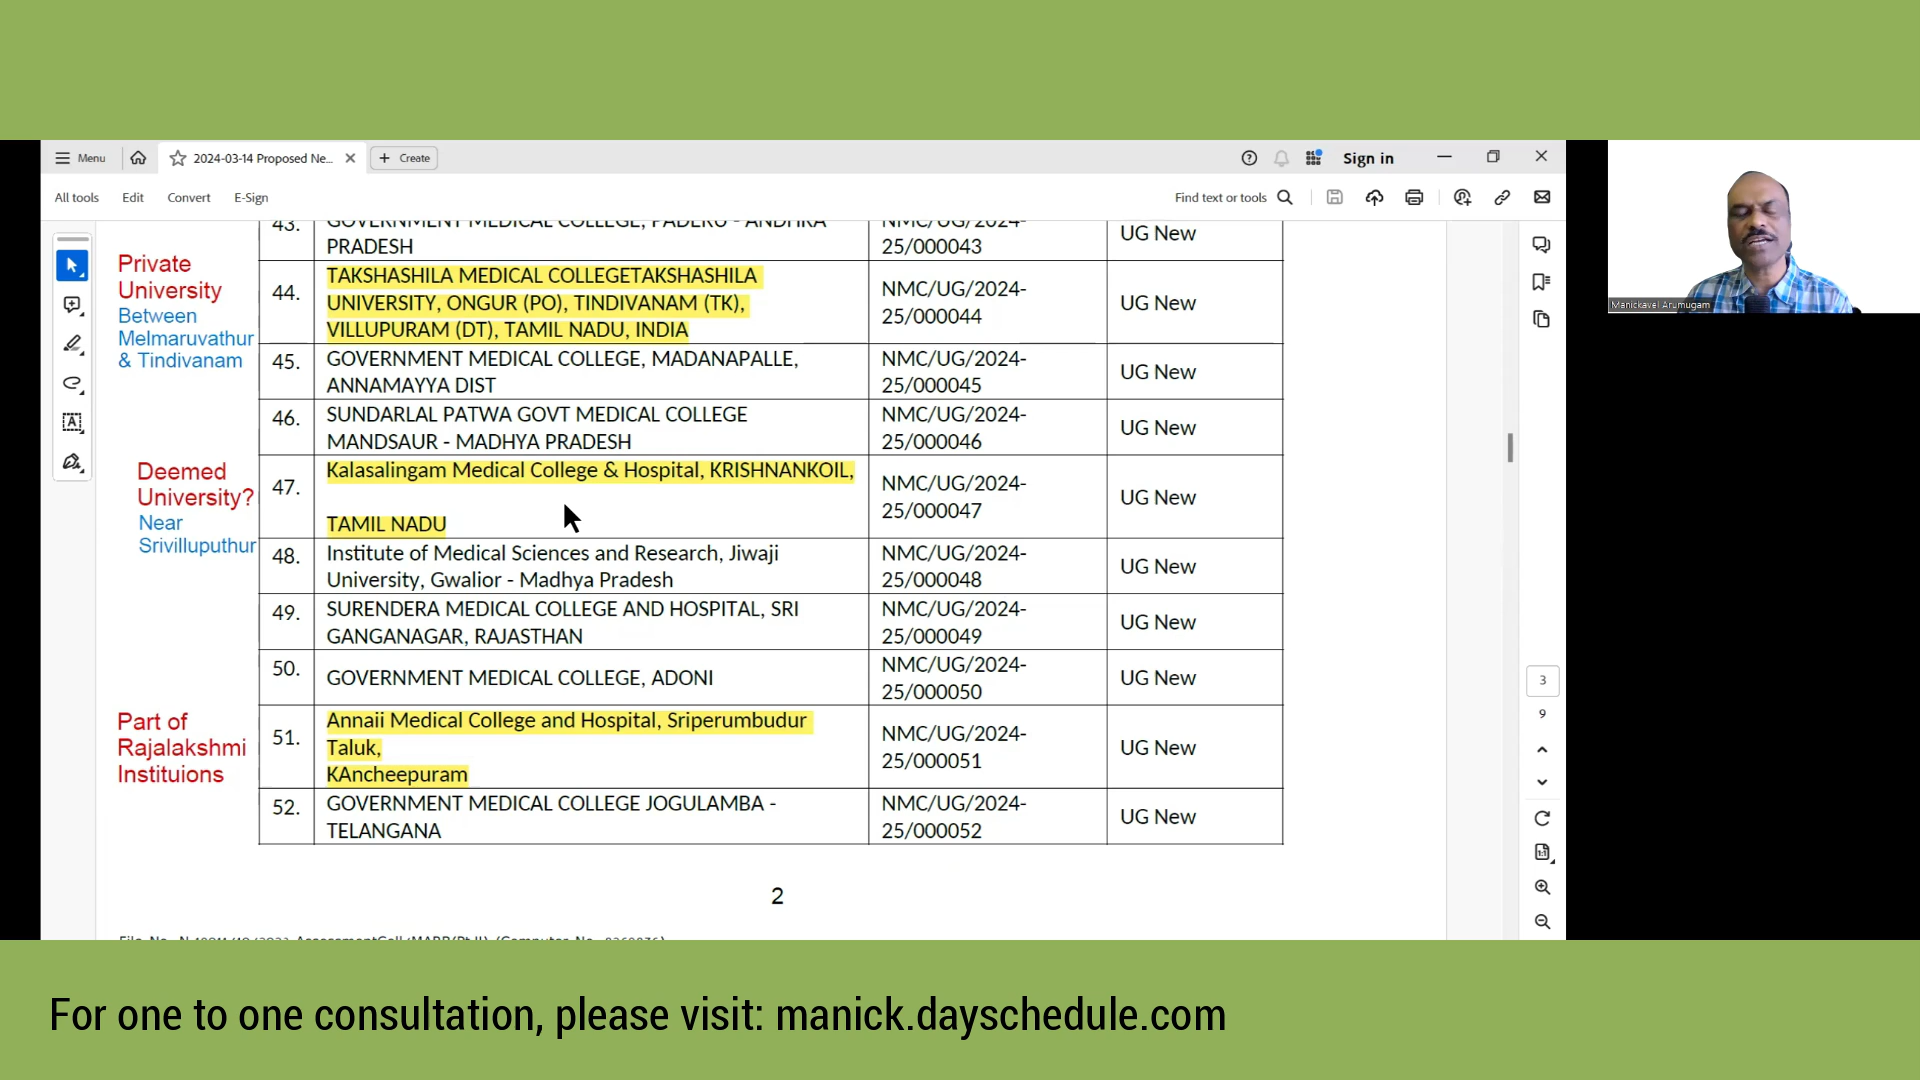 Menu
2024-03-14 Proposed Ne...
Create
Sign in
All tools
Edit
Convert
E-Sign
Find text or tools
43. GOVERNMENT MEDICAL COLLEGE, PADERU - ANDHRA
PRADESH
NMC/UG/2024-
25/000043
UG New
Private
University
Between
Melmaruvathur
& Tindivanam
44.
TAKSHASHILA MEDICAL COLLEGETAKSHASHILA
UNIVERSITY, ONGUR (PO), TINDIVANAM (TK),
VILLUPURAM (DT), TAMIL NADU, INDIA
NMC/UG/2024-
25/000044
UG New
45.
GOVERNMENT MEDICAL COLLEGE, MADANAPALLE,
ANNAMAYYA DIST
NMC/UG/2024-
25/000045
UG New
46.
SUNDARLAL PATWA GOVT MEDICAL COLLEGE
MANDSAUR - MADHYA PRADESH
NMC/UG/2024-
25/000046
UG New
Deemed
University?
Near
Srivilluputhur
47.
Kalasalingam Medical College & Hospital, KRISHNANKOIL,
TAMIL NADU
NMC/UG/2024-
25/000047
UG New
48.
Institute of Medical Sciences and Research, Jiwaji
University, Gwalior - Madhya Pradesh
NMC/UG/2024-
25/000048
UG New
49.
SURENDERA MEDICAL COLLEGE AND HOSPITAL, SRI
GANGANAGAR, RAJASTHAN
NMC/UG/2024-
25/000049
UG New
50.
GOVERNMENT MEDICAL COLLEGE, ADONI
NMC/UG/2024-
25/000050
UG New
Part of
Rajalakshmi
Instituions
51.
Annaii Medical College and Hospital, Sriperumbudur
Taluk,
KAncheepuram
NMC/UG/2024-
25/000051
UG New
52.
GOVERNMENT MEDICAL COLLEGE JOGULAMBA -
TELANGANA
NMC/UG/2024-
25/000052
UG New
2
3
9
Manickavel Arumugam
For one to one consultation, please visit: manick.dayschedule.com